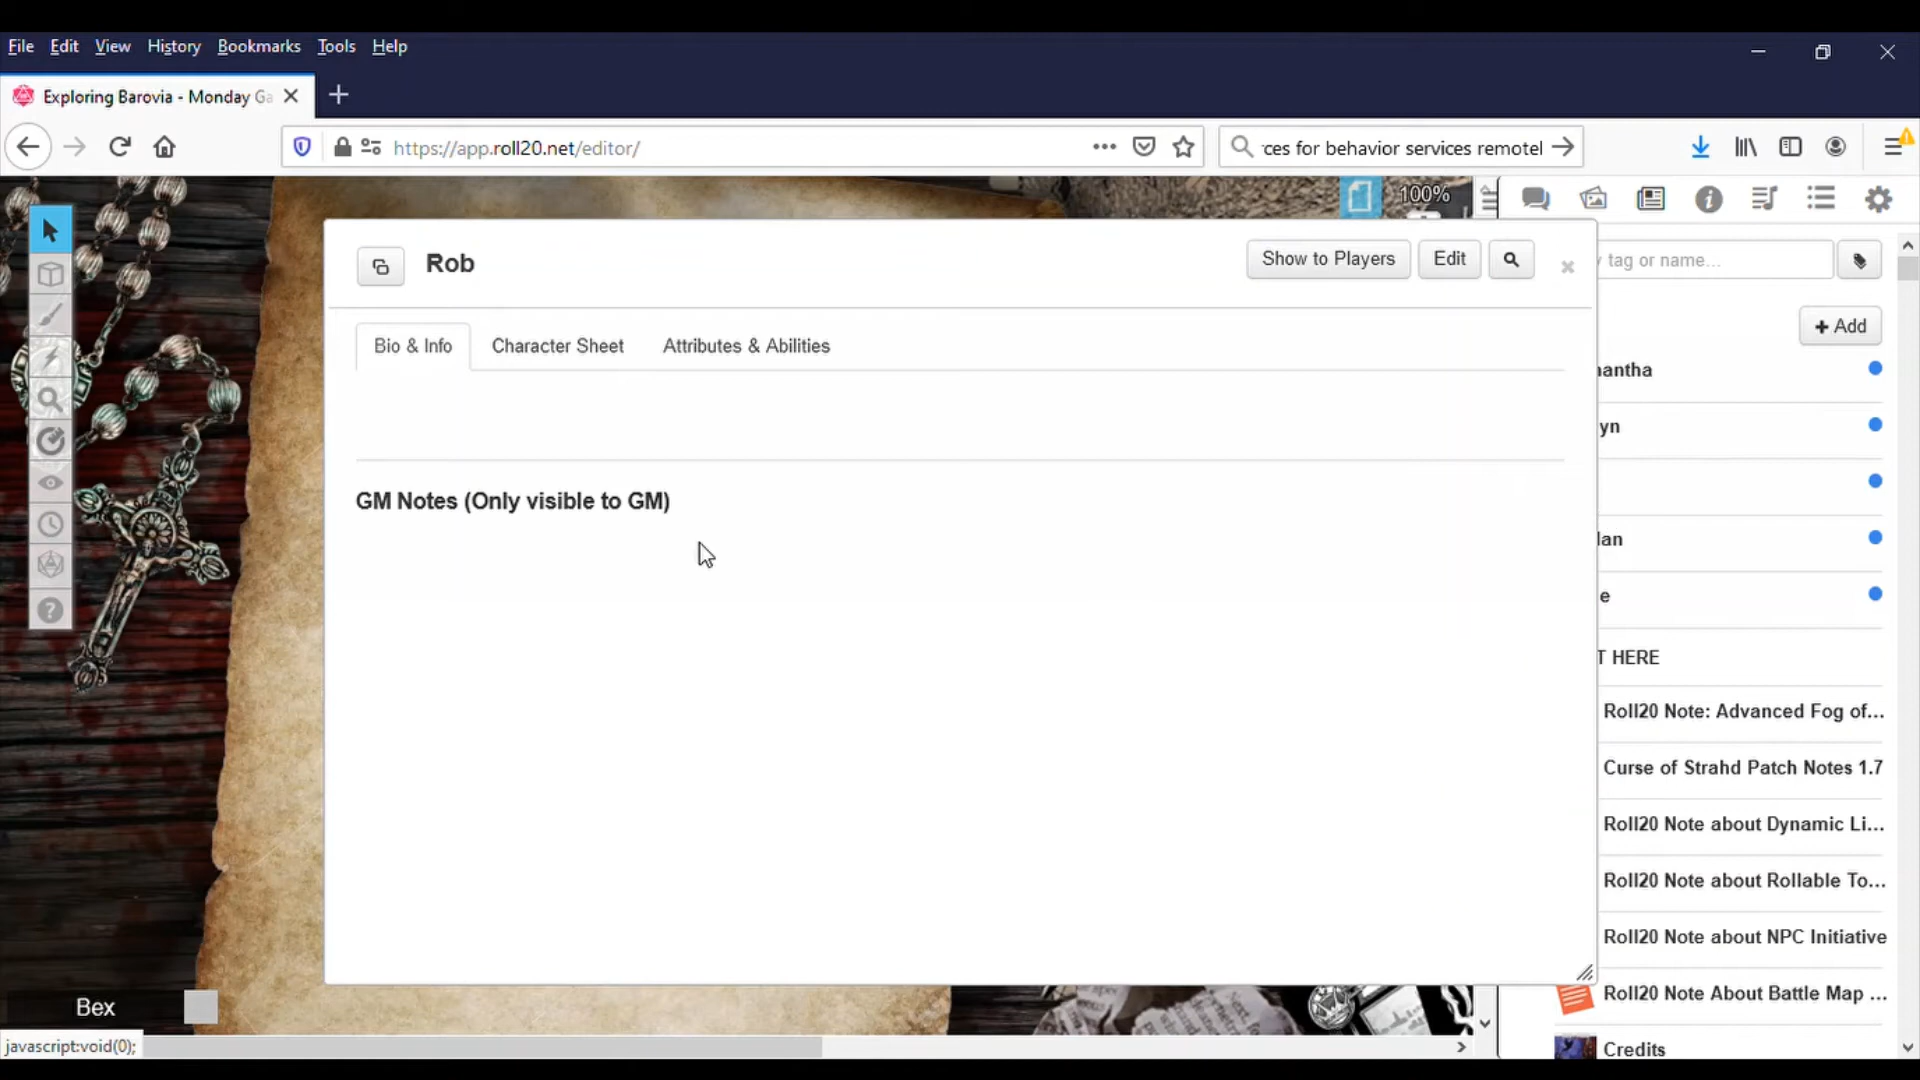 File Edit View History Bookmarks Tools Help
Exploring Barovia - Monday Ga
https://app.roll20.net/editor/
ces for behavior services remotel
100%
Rob
Show to Players
Edit
tag or name...
Bio & Info
Character Sheet
Attributes & Abilities
+ Add
GM Notes (Only visible to GM)
antha
yn
lan
e
T HERE
Roll20 Note: Advanced Fog of...
Curse of Strahd Patch Notes 1.7
Roll20 Note about Dynamic Li...
Roll20 Note about Rollable To...
Roll20 Note about NPC Initiative
Roll20 Note About Battle Map ...
Credits
Bex
javascript:void(0);